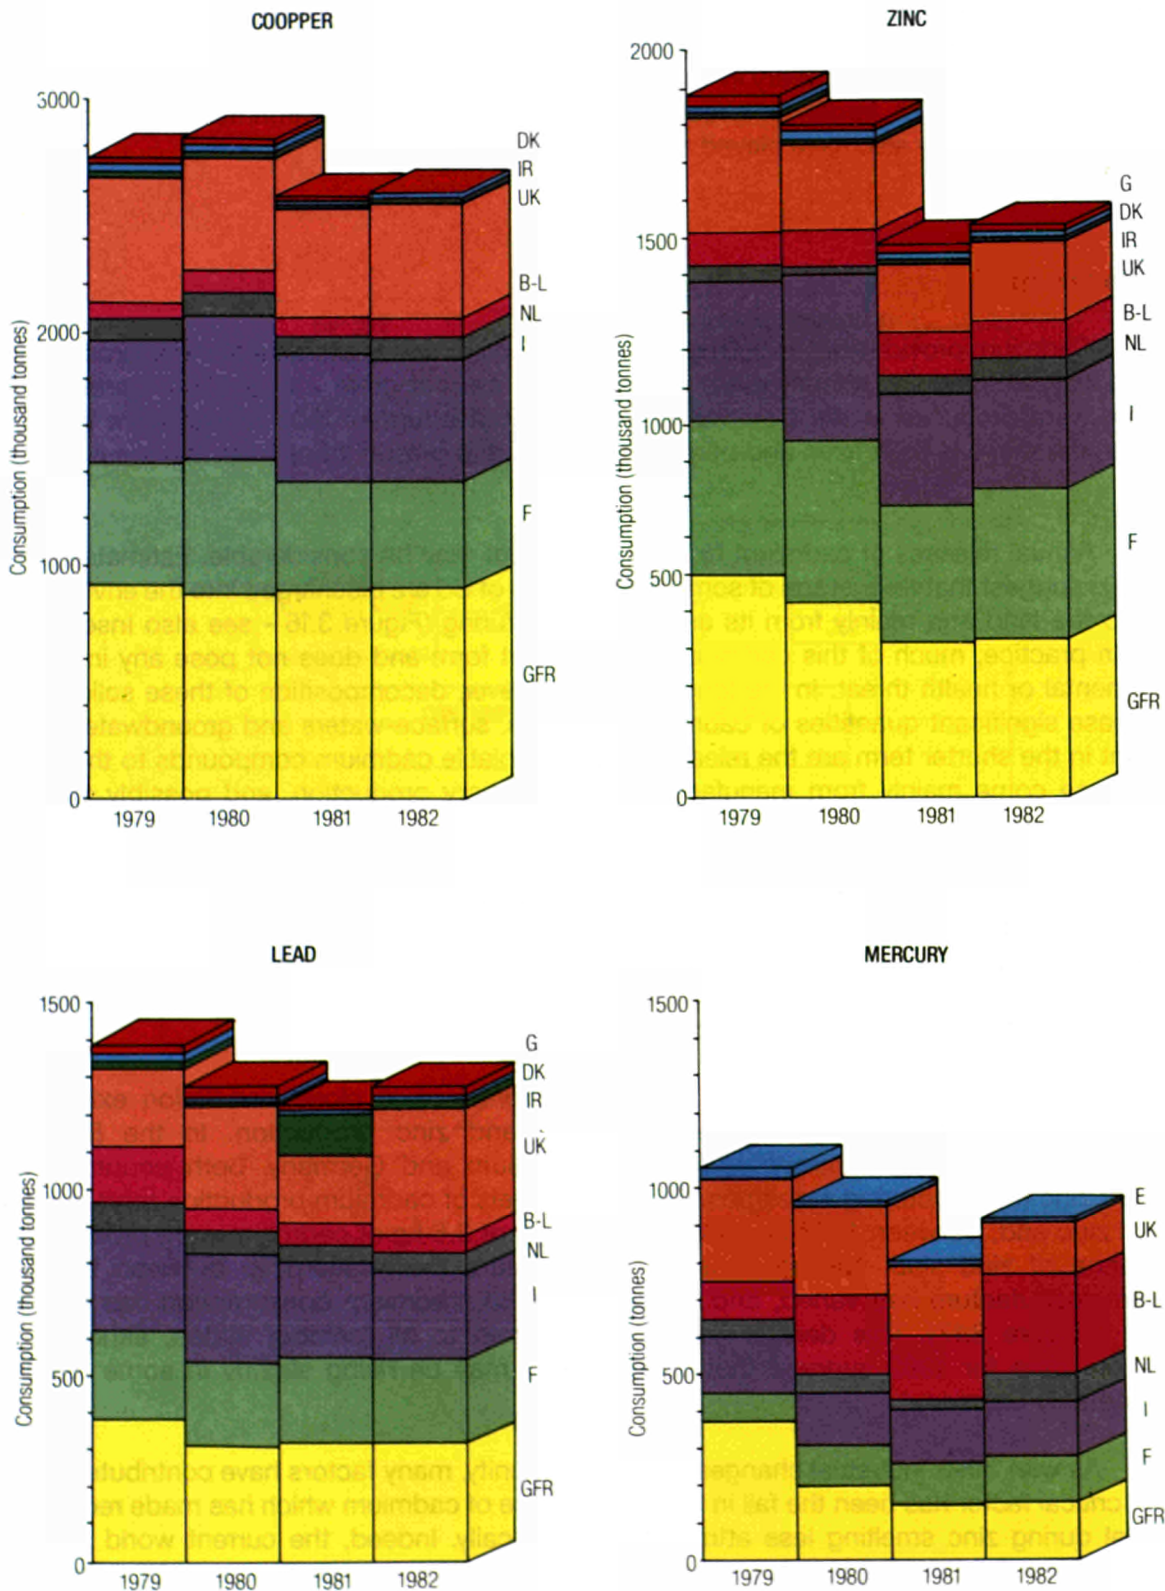 COOPPER
3000
2000
1000
0
Consumption (thousand tonnes)
DK
IR
UK
B-L
NL
I
F
GFR
1979 1980 1981 1982
ZINC
2000
1500
1000
500
0
Consumption (thousand tonnes)
G
DK
IR
UK
B-L
NL
I
F
GFR
1979 1980 1981 1982
LEAD
1500
1000
500
0
Consumption (thousand tonnes)
G
DK
IR
UK
B-L
NL
I
F
GFR
1979 1980 1981 1982
MERCURY
1500
1000
500
0
Consumption (tonnes)
E
UK
B-L
NL
I
F
GFR
1979 1980 1981 1982